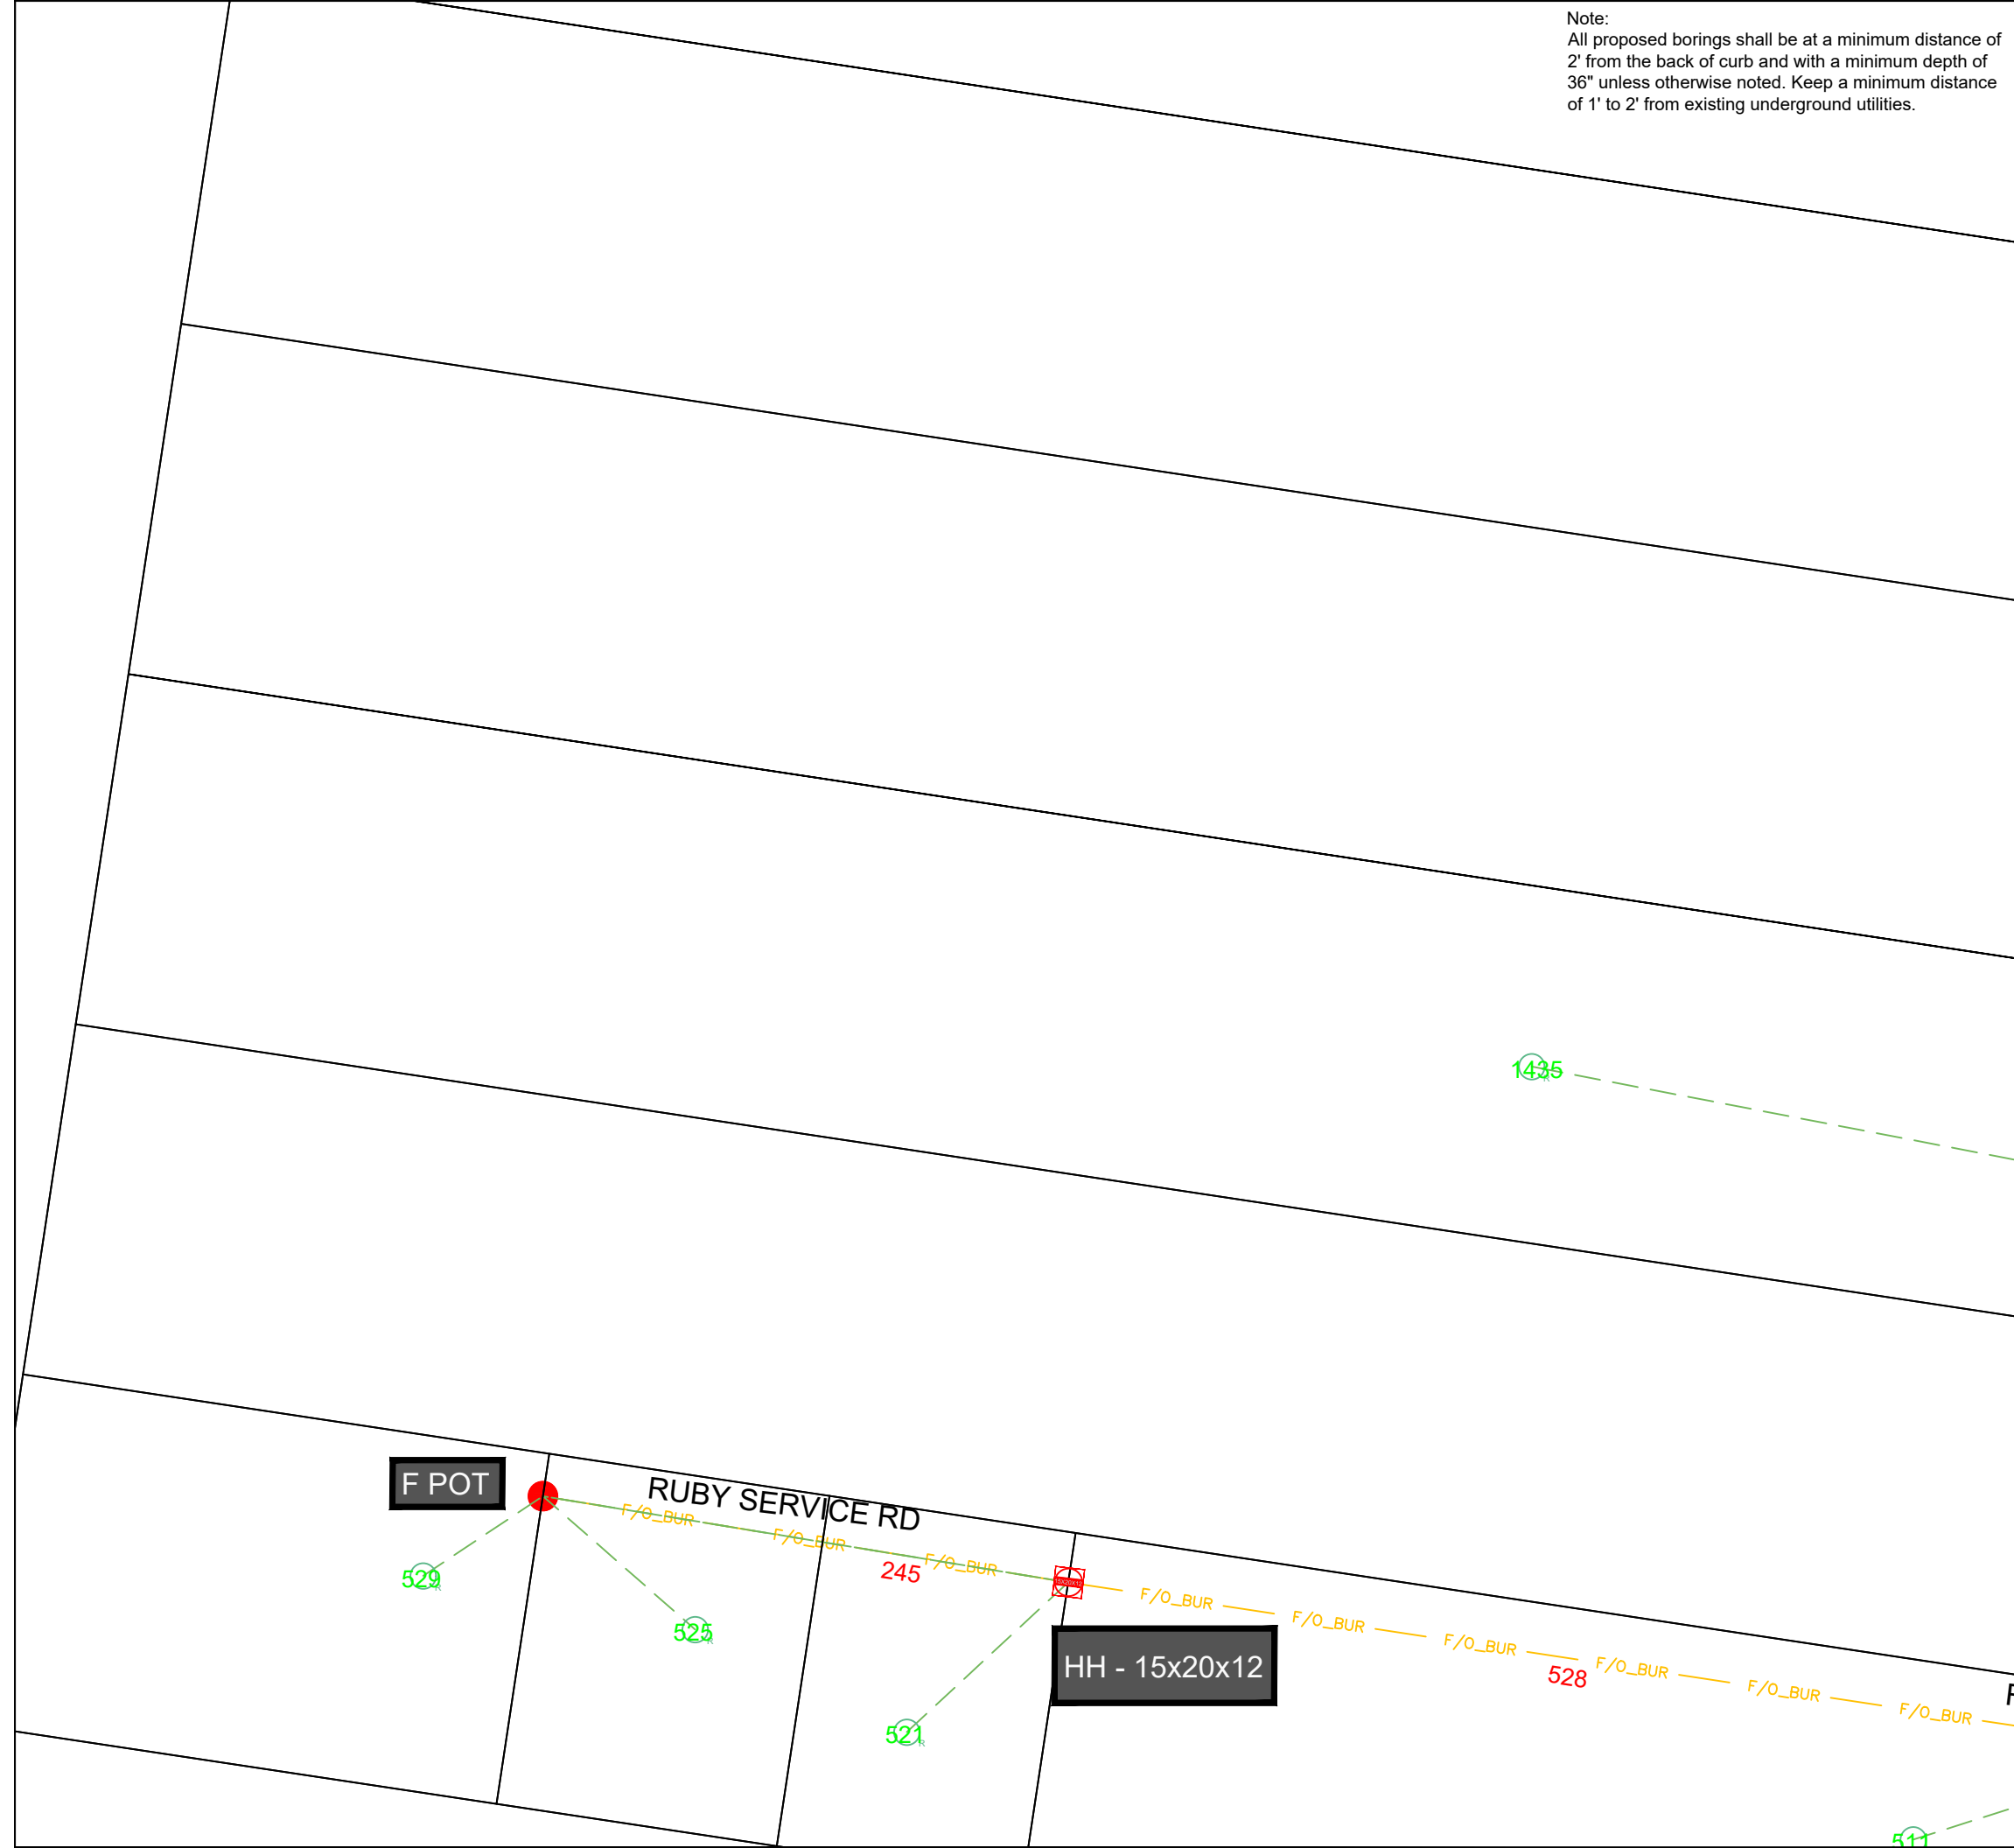 Note:
All proposed borings shall be at a minimum distance of
2' from the back of curb and with a minimum depth of
36" unless otherwise noted. Keep a minimum distance
of 1' to 2' from existing underground utilities.
1435
R
F POT
RUBY SERVICE RD
F/O_BUR
F/O_BUR
F/O_BUR
245
529
R
525
R
F/O_BUR
F/O_BUR
F/O_BUR
F/O_BUR
F/O_BUR
F/O_BUR
HH - 15x20x12
528
521
R
511